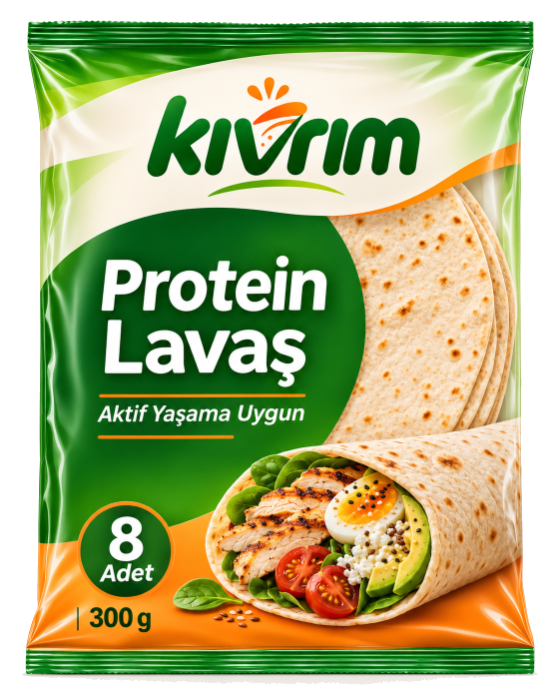 kıvrım
Protein
Lavaş
Aktif Yaşama Uygun
8
Adet
300 g